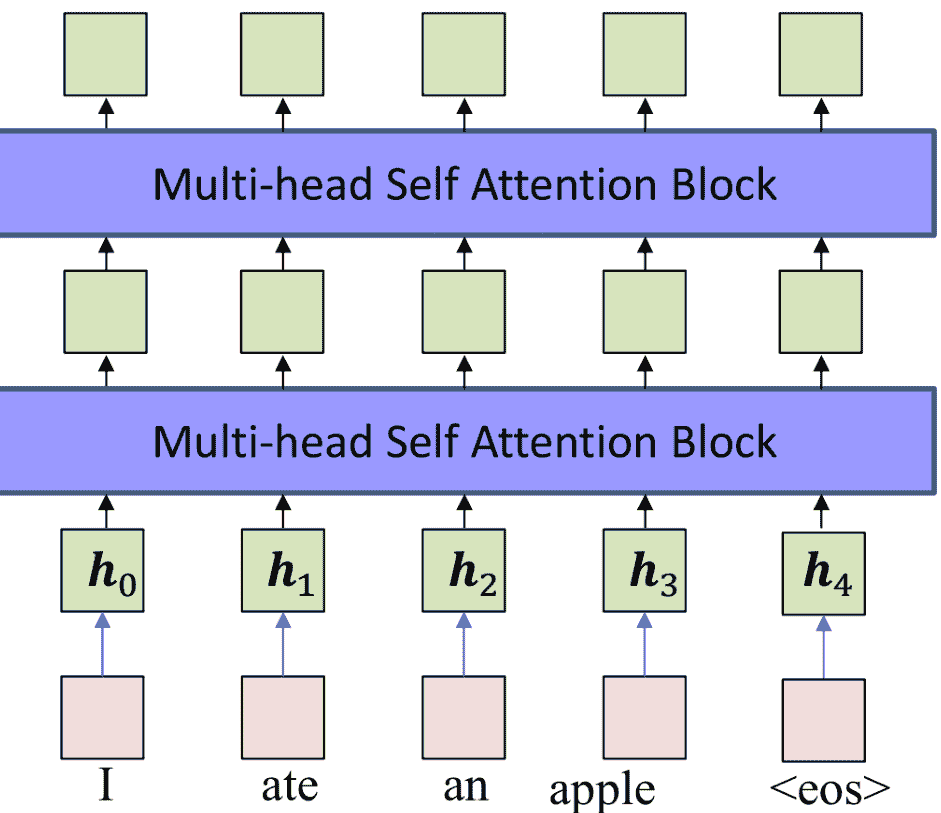 Multi-head Self Attention Block
Multi-head Self Attention Block
h₀ h₁ h₂ h₃ h₄
I ate an apple <eos>